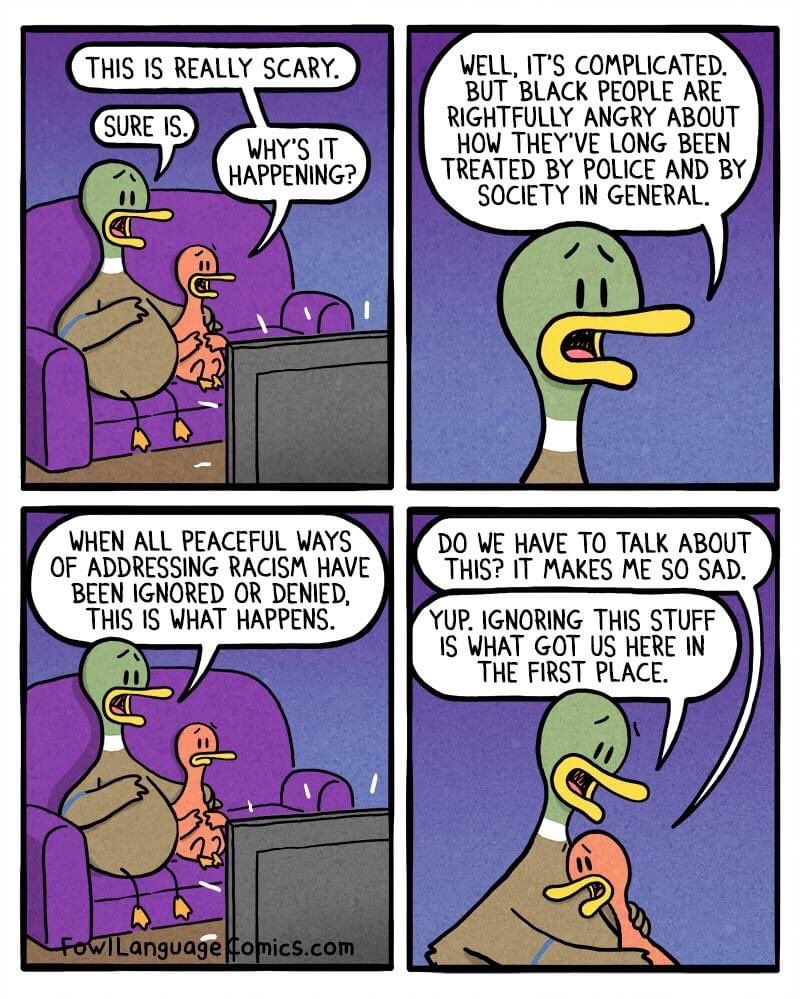 THIS IS REALLY SCARY.
SURE IS.
WHY'S IT
HAPPENING?
WELL, IT'S COMPLICATED.
BUT BLACK PEOPLE ARE
RIGHTFULLY ANGRY ABOUT
HOW THEY'VE LONG BEEN
TREATED BY POLICE AND BY
SOCIETY IN GENERAL.
WHEN ALL PEACEFUL WAYS
OF ADDRESSING RACISM HAVE
BEEN IGNORED OR DENIED,
THIS IS WHAT HAPPENS.
DO WE HAVE TO TALK ABOUT
THIS? IT MAKES ME SO SAD.
YUP. IGNORING THIS STUFF
IS WHAT GOT US HERE IN
THE FIRST PLACE.
FowlLanguageComics.com